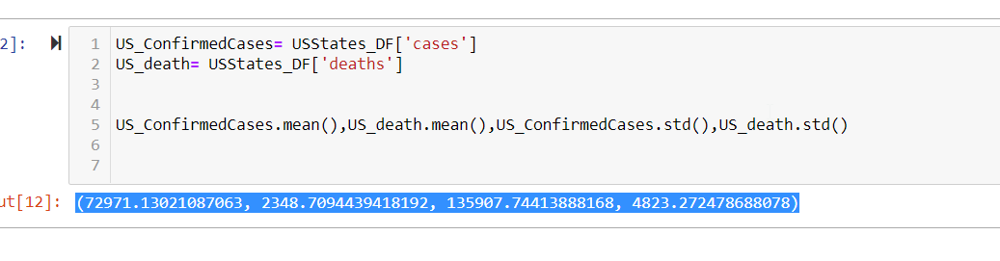 2]:
1 US_ConfirmedCases= USStates_DF['cases']
2 US_death= USStates_DF['deaths']
3
4
5 US_ConfirmedCases.mean(),US_death.mean(),US_ConfirmedCases.std(),US_death.std()
6
7
ut[12]: (72971.13021087063, 2348.7094439418192, 135907.74413888168, 4823.272478688078)